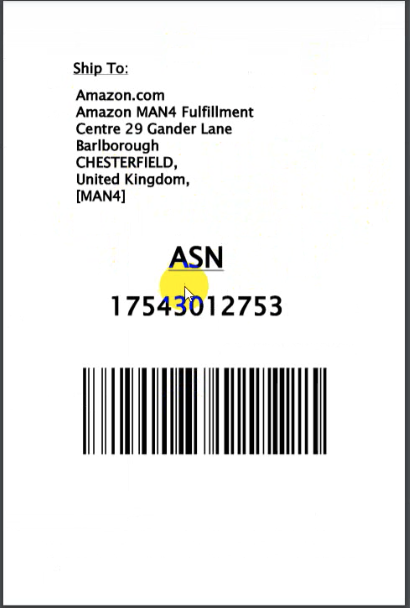 Ship To:
Amazon.com
Amazon MAN4 Fulfillment
Centre 29 Gander Lane
Barlborough
CHESTERFIELD,
United Kingdom,
[MAN4]
ASN
17543012753